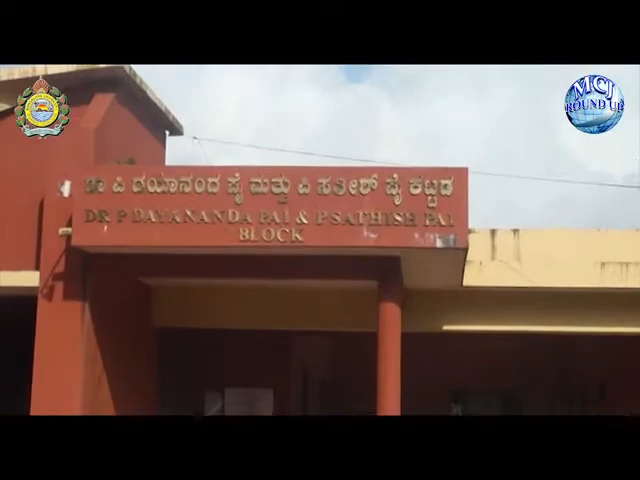 MCJ
ROUND UP
ಡಾ ಪಿ ದಯಾನಂದ ಪೈ ಮತ್ತು ಪಿ ಸತೀಶ್ ಪೈ ಕಟ್ಟಡ
DR P DAYANANDA PAI & P SATHISH PAI
BLOCK